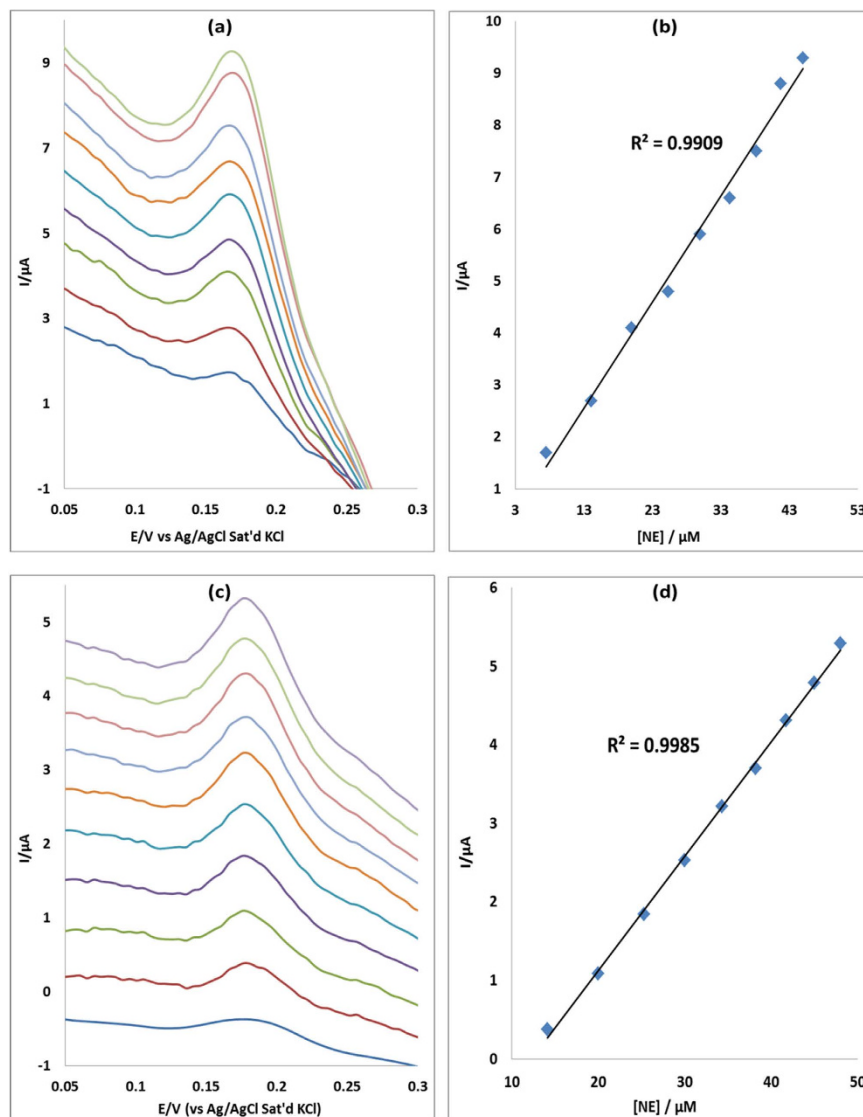 (a)
9
7
5
3
1
-1
I/µA
0.05 0.1 0.15 0.2 0.25 0.3
E/V vs Ag/AgCl Sat'd KCl
(b)
10
9
8
7
6
5
4
3
2
1
I/µA
R² = 0.9909
3 13 23 33 43 53
[NE] / µM
(c)
5
4
3
2
1
0
-1
I/µA
0.05 0.1 0.15 0.2 0.25 0.3
E/V (vs Ag/AgCl Sat'd KCl)
(d)
6
5
4
3
2
1
0
I/µA
R² = 0.9985
10 20 30 40 50
[NE] / µM